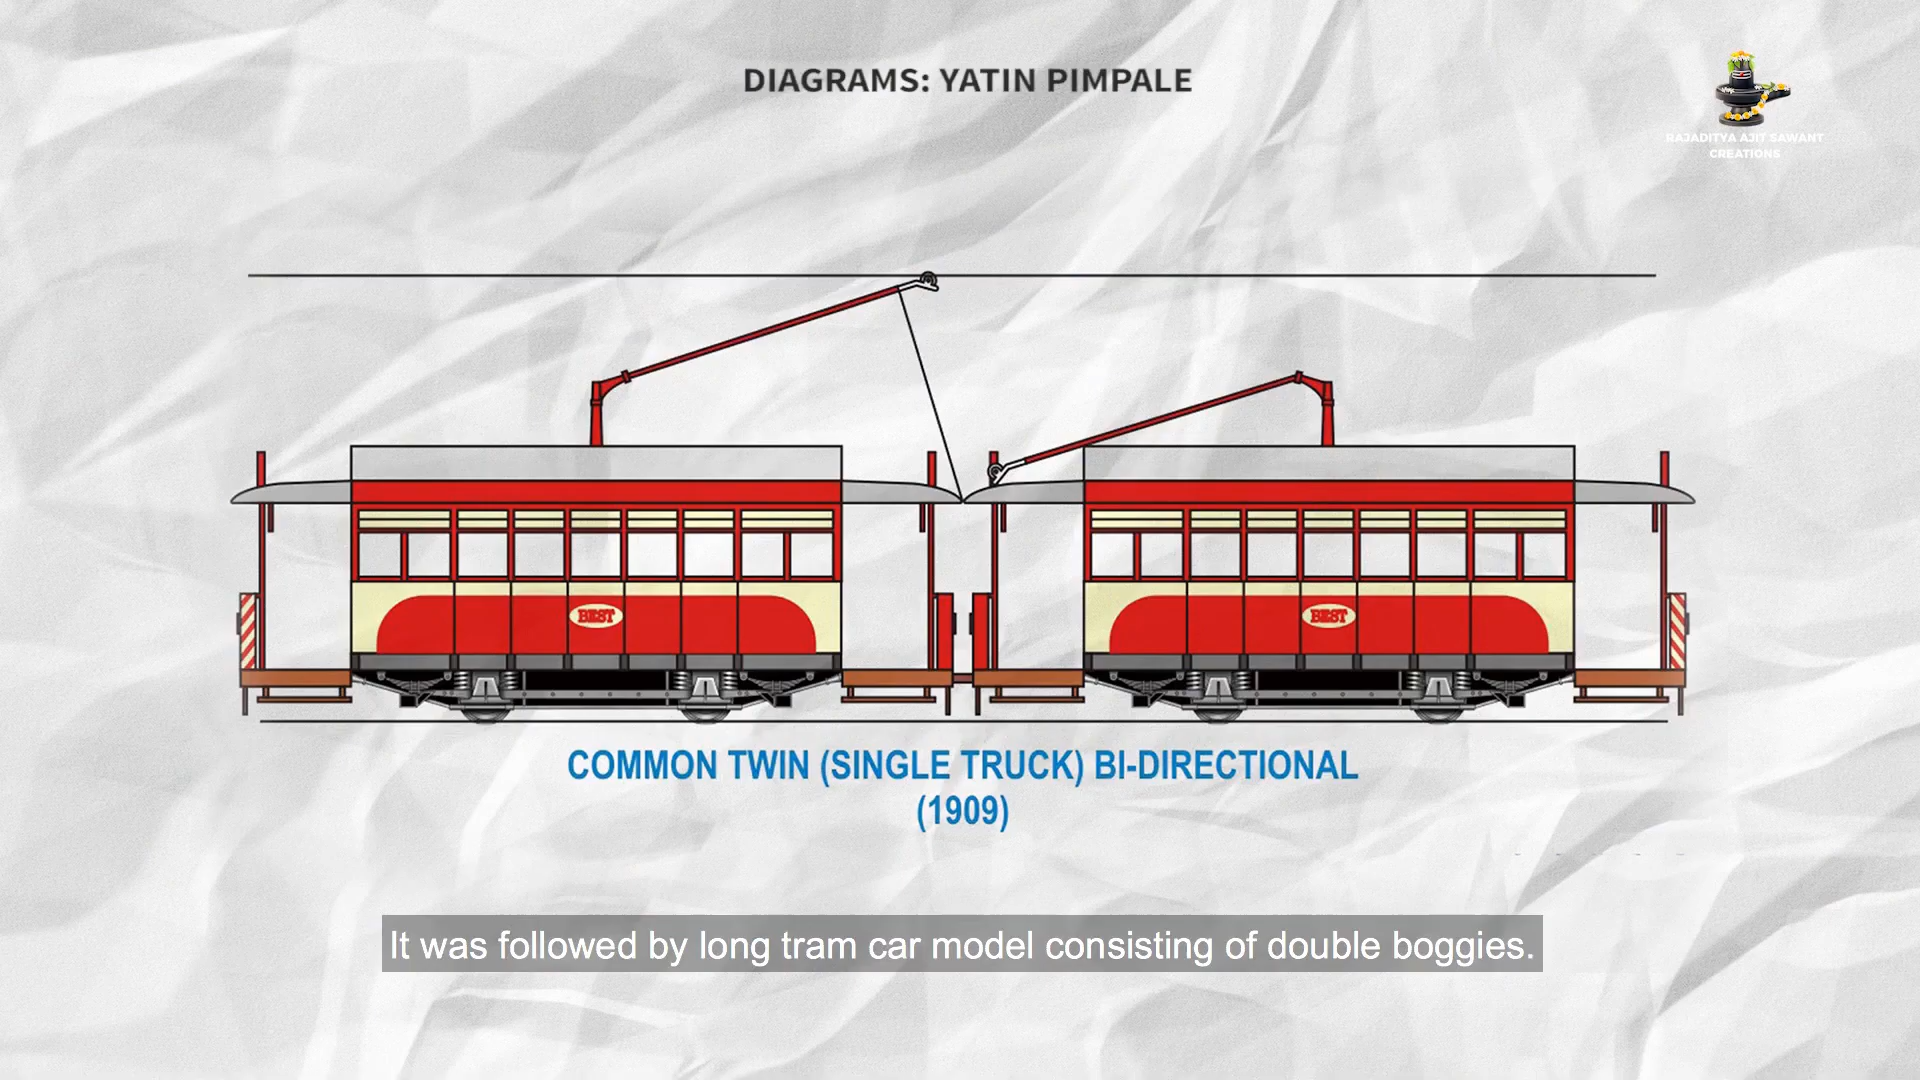 DIAGRAMS: YATIN PIMPALE
RAJADITYA AJIT SAWANT
CREATIONS
BEST
BEST
COMMON TWIN (SINGLE TRUCK) BI-DIRECTIONAL
(1909)
It was followed by long tram car model consisting of double boggies.